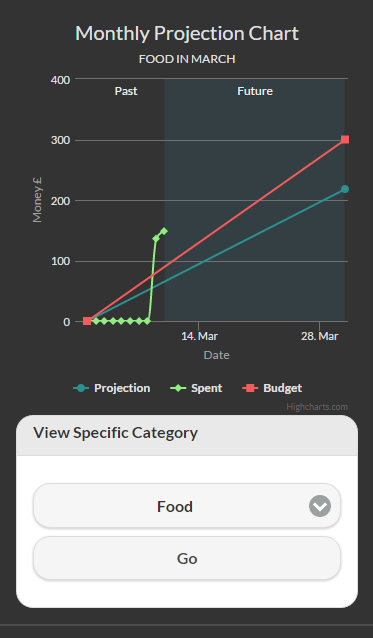 Monthly Projection Chart
FOOD IN MARCH
Past Future
400
300
200
100
0
Money £
14. Mar 28. Mar
Date
Projection Spent Budget
Highcharts.com
View Specific Category
Food
Go